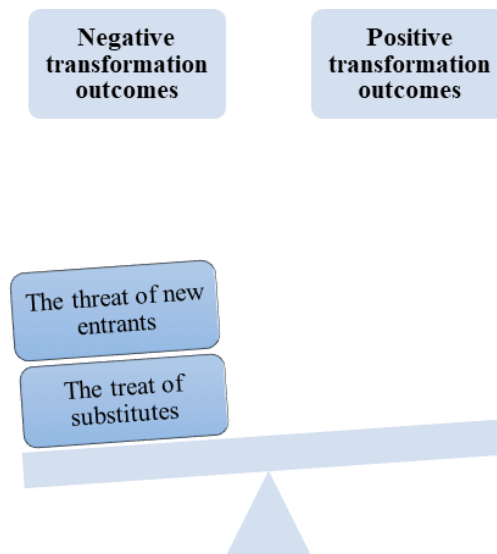 Negative
transformation
outcomes
Positive
transformation
outcomes
The threat of new
entrants
The treat of
substitutes